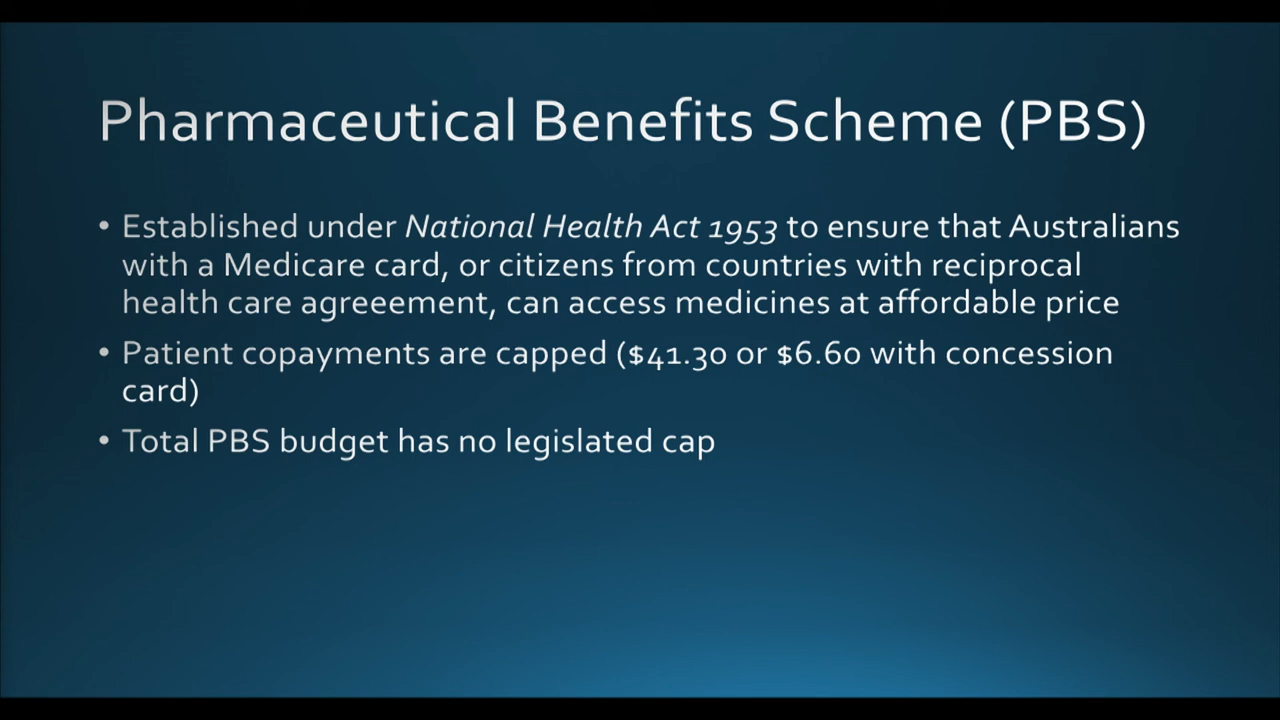 Pharmaceutical Benefits Scheme (PBS)
• Established under National Health Act 1953 to ensure that Australians
with a Medicare card, or citizens from countries with reciprocal
health care agreeement, can access medicines at affordable price
• Patient copayments are capped ($41.30 or $6.60 with concession
card)
• Total PBS budget has no legislated cap